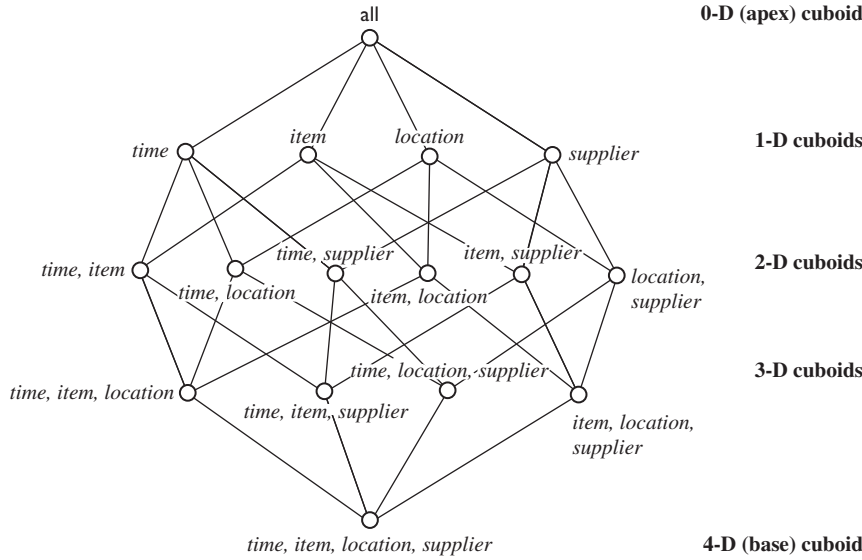 all
0-D (apex) cuboid
time
item
location
supplier
1-D cuboids
time, item
time, location
time, supplier
item, location
item, supplier
location,
supplier
2-D cuboids
time, item, location
time, item, supplier
time, location, supplier
item, location,
supplier
3-D cuboids
time, item, location, supplier
4-D (base) cuboid